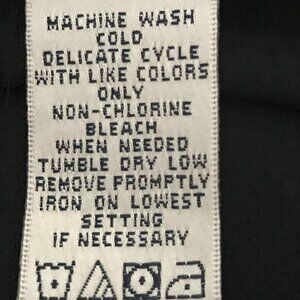 MACHINE WASH
COLD
DELICATE CYCLE
WITH LIKE COLORS
ONLY
NON-CHLORINE
BLEACH
WHEN NEEDED
TUMBLE DRY LOW
REMOVE PROMPTLY
IRON ON LOWEST
SETTING
IF NECESSARY